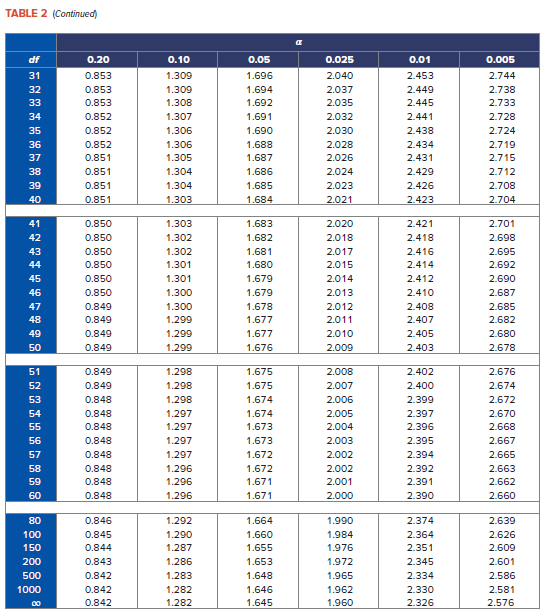 TABLE 2 (Continued)
α
df 0.20 0.10 0.05 0.025 0.01 0.005
31 0.853 1.309 1.696 2.040 2.453 2.744
32 0.853 1.309 1.694 2.037 2.449 2.738
33 0.853 1.308 1.692 2.035 2.445 2.733
34 0.852 1.307 1.691 2.032 2.441 2.728
35 0.852 1.306 1.690 2.030 2.438 2.724
36 0.852 1.306 1.688 2.028 2.434 2.719
37 0.851 1.305 1.687 2.026 2.431 2.715
38 0.851 1.304 1.686 2.024 2.429 2.712
39 0.851 1.304 1.685 2.023 2.426 2.708
40 0.851 1.303 1.684 2.021 2.423 2.704
41 0.850 1.303 1.683 2.020 2.421 2.701
42 0.850 1.302 1.682 2.018 2.418 2.698
43 0.850 1.302 1.681 2.017 2.416 2.695
44 0.850 1.301 1.680 2.015 2.414 2.692
45 0.850 1.301 1.679 2.014 2.412 2.690
46 0.850 1.300 1.679 2.013 2.410 2.687
47 0.849 1.300 1.678 2.012 2.408 2.685
48 0.849 1.299 1.677 2.011 2.407 2.682
49 0.849 1.299 1.677 2.010 2.405 2.680
50 0.849 1.299 1.676 2.009 2.403 2.678
51 0.849 1.298 1.675 2.008 2.402 2.676
52 0.849 1.298 1.675 2.007 2.400 2.674
53 0.848 1.298 1.674 2.006 2.399 2.672
54 0.848 1.297 1.674 2.005 2.397 2.670
55 0.848 1.297 1.673 2.004 2.396 2.668
56 0.848 1.297 1.673 2.003 2.395 2.667
57 0.848 1.297 1.672 2.002 2.394 2.665
58 0.848 1.296 1.672 2.002 2.392 2.663
59 0.848 1.296 1.671 2.001 2.391 2.662
60 0.848 1.296 1.671 2.000 2.390 2.660
80 0.846 1.292 1.664 1.990 2.374 2.639
100 0.845 1.290 1.660 1.984 2.364 2.626
150 0.844 1.287 1.655 1.976 2.351 2.609
200 0.843 1.286 1.653 1.972 2.345 2.601
500 0.842 1.283 1.648 1.965 2.334 2.586
1000 0.842 1.282 1.646 1.962 2.330 2.581
∞ 0.842 1.282 1.645 1.960 2.326 2.576